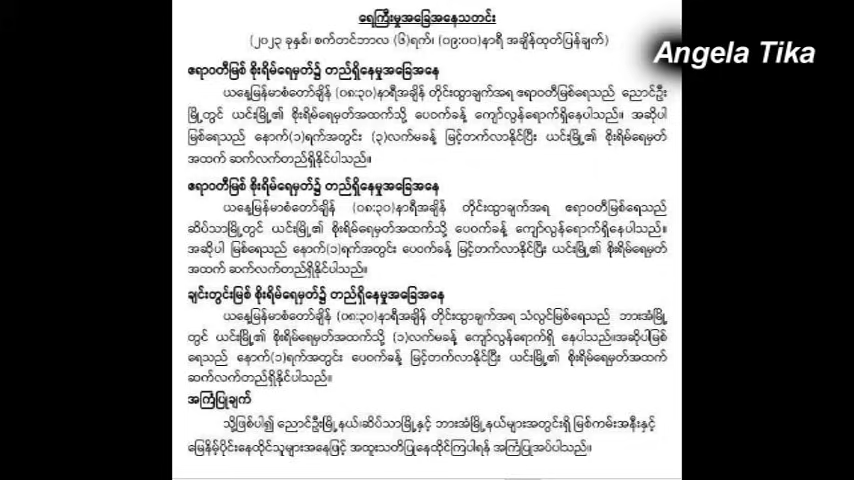 ရေကြီးမှုအခြေအနေသတင်း
(၂၀၂၃ ခုနှစ်၊ စက်တင်ဘာလ (၆)ရက်၊ (၀၉:၀၀)နာရီ အချိန်ထုတ်ပြန်ချက်)
Angela Tika
ဧရာဝတီမြစ် စိုးရိမ်ရေမှတ်၌ တည်ရှိနေမှုအခြေအနေ
ယနေ့မြန်မာစံတော်ချိန် (၀၈:၃၀)နာရီအချိန် တိုင်းထွာချက်အရ ဧရာဝတီမြစ်ရေသည် ညောင်ဦး
မြို့တွင် ယင်းမြို့၏ စိုးရိမ်ရေမှတ်အထက်သို့ ပေဝက်ခန့် ကျော်လွန်ရောက်ရှိနေပါသည်။ အဆိုပါ
မြစ်ရေသည် နောက်(၁)ရက်အတွင်း (၃)လက်မခန့် မြင့်တက်လာနိုင်ပြီး ယင်းမြို့၏ စိုးရိမ်ရေမှတ်
အထက် ဆက်လက်တည်ရှိနိုင်ပါသည်။
ဧရာဝတီမြစ် စိုးရိမ်ရေမှတ်၌ တည်ရှိနေမှုအခြေအနေ
ယနေ့မြန်မာစံတော်ချိန် (၀၈:၃၀)နာရီအချိန် တိုင်းထွာချက်အရ ဧရာဝတီမြစ်ရေသည်
ဆိပ်သာမြို့တွင် ယင်းမြို့၏ စိုးရိမ်ရေမှတ်အထက်သို့ ပေဝက်ခန့် ကျော်လွန်ရောက်ရှိနေပါသည်။
အဆိုပါ မြစ်ရေသည် နောက်(၁)ရက်အတွင်း ပေဝက်ခန့် မြင့်တက်လာနိုင်ပြီး ယင်းမြို့၏ စိုးရိမ်ရေမှတ်
အထက် ဆက်လက်တည်ရှိနိုင်ပါသည်။
ချင်းတွင်းမြစ် စိုးရိမ်ရေမှတ်၌ တည်ရှိနေမှုအခြေအနေ
ယနေ့မြန်မာစံတော်ချိန် (၀၈:၃၀)နာရီအချိန် တိုင်းထွာချက်အရ သံလွင်မြစ်ရေသည် ဘားအံမြို့
တွင် ယင်းမြို့၏ စိုးရိမ်ရေမှတ်အထက်သို့ (၁)လက်မခန့် ကျော်လွန်ရောက်ရှိ နေပါသည်။အဆိုပါမြစ်
ရေသည် နောက်(၁)ရက်အတွင်း ပေဝက်ခန့် မြင့်တက်လာနိုင်ပြီး ယင်းမြို့၏ စိုးရိမ်ရေမှတ်အထက်
ဆက်လက်တည်ရှိနိုင်ပါသည်။
အကြံပြုချက်
သို့ဖြစ်ပါ၍ ညောင်ဦးမြို့နယ်၊ဆိပ်သာမြို့နှင့် ဘားအံမြို့နယ်များအတွင်းရှိ မြစ်ကမ်းအနီးနှင့်
မြေနိမ့်ပိုင်းနေထိုင်သူများအနေဖြင့် အထူးသတိပြုနေထိုင်ကြပါရန် အကြံပြုအပ်ပါသည်။